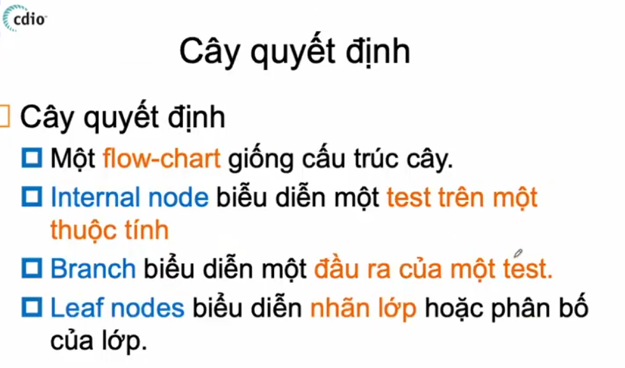 cdio
Cây quyết định
Cây quyết định
Một flow-chart giống cấu trúc cây.
Internal node biễu diễn một test trên một
thuộc tính
Branch biểu diễn một đầu ra của một test.
Leaf nodes biểu diễn nhãn lớp hoặc phân bố
của lớp.